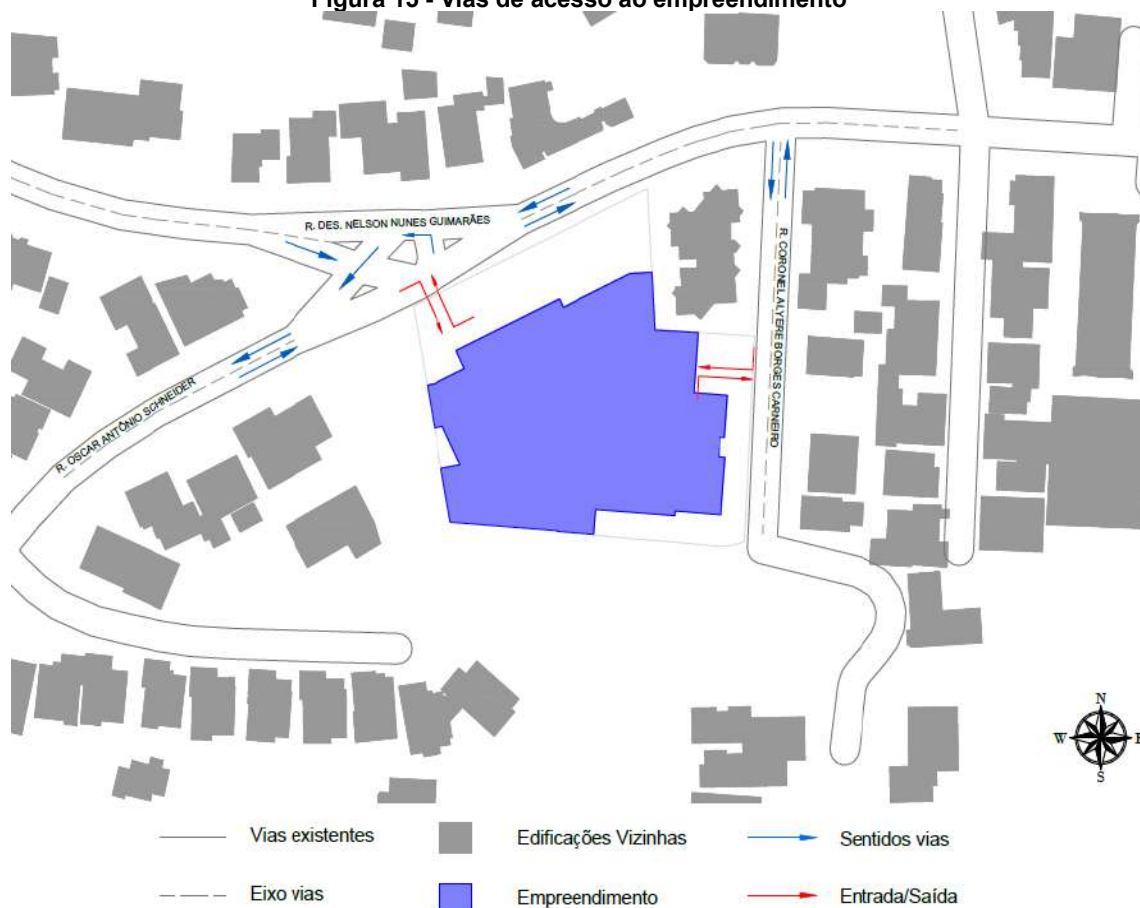 Figura 15 - Vias de acesso ao empreendimento
R. DES. NELSON NUNES GUIMARÃES
R. CORONEL ALYERE BORGES CARNEIRO
R. OSCAR ANTÔNIO SCHNEIDER
N
W E
S
Vias existentes
Edificações Vizinhas
Sentidos vias
Eixo vias
Empreendimento
Entrada/Saída